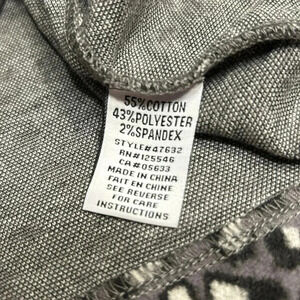 55%COTTON
43%POLYESTER
2%SPANDEX
STYLE#47632
RN#125546
CA#05633
MADE IN CHINA
FAIT EN CHINE
SEE REVERSE
FOR CARE
INSTRUCTIONS